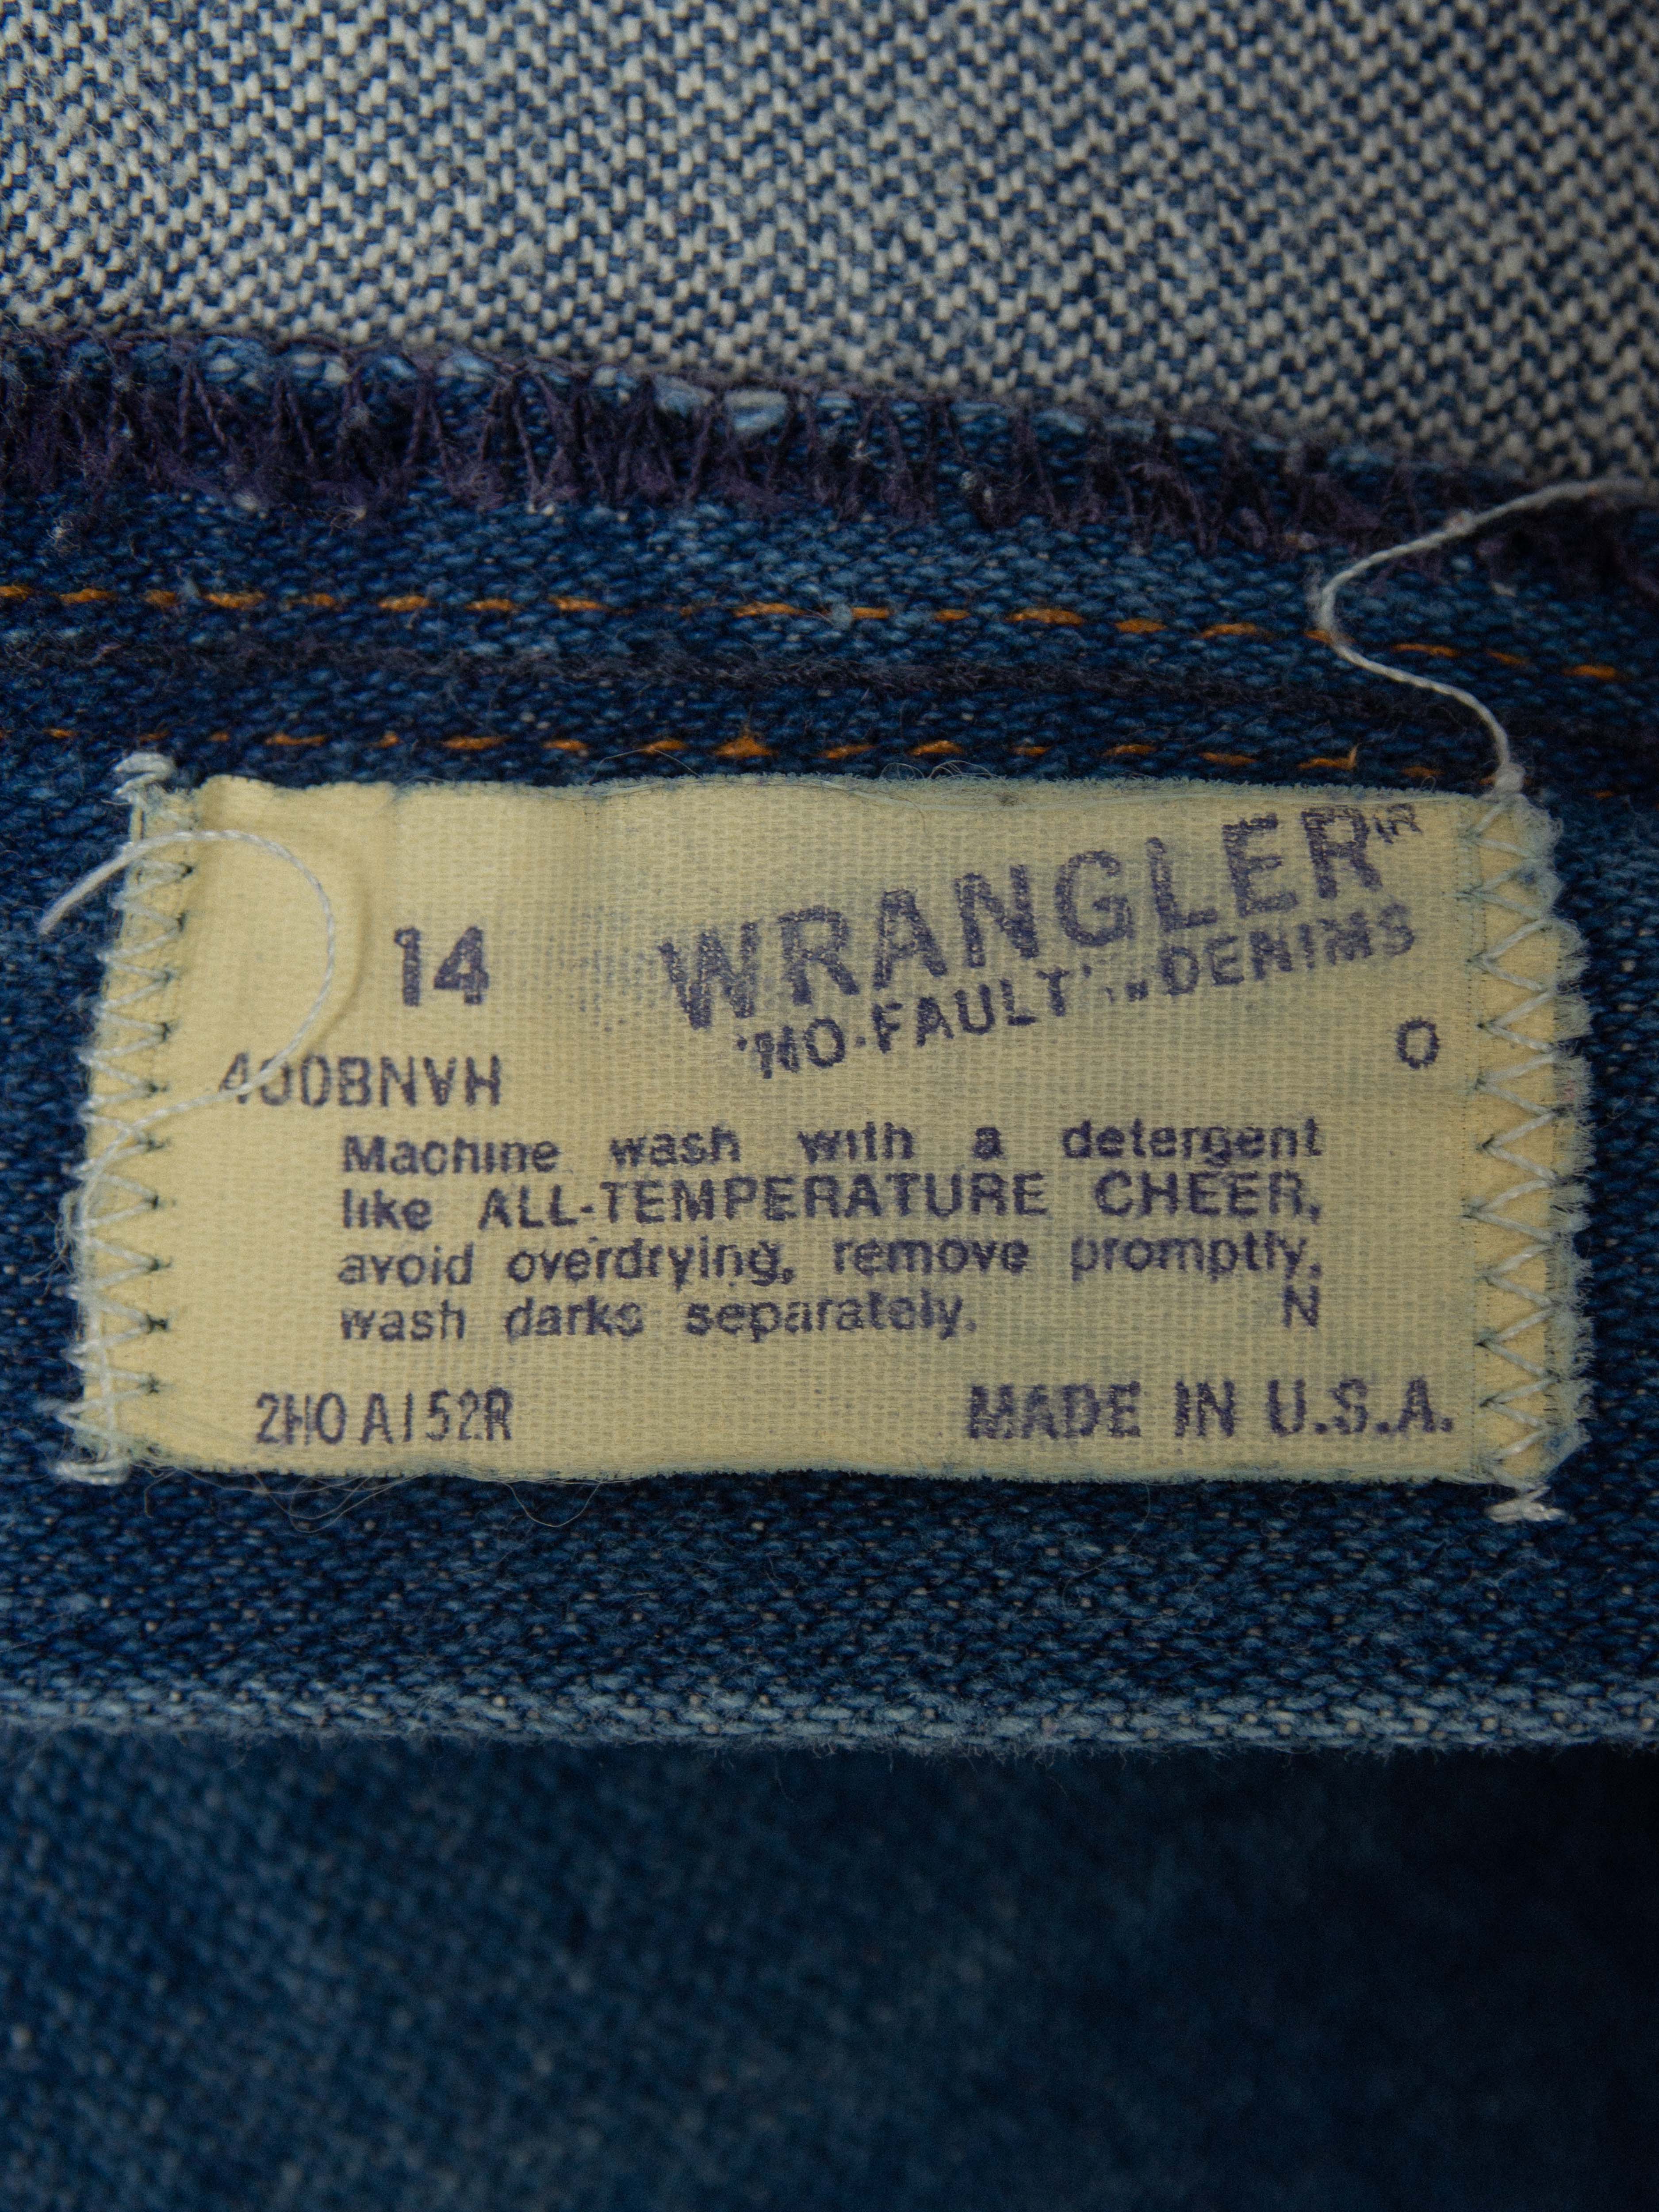 14
WRANGLER
'NO-FAULT' DENIMS
O
400BNVH
Machine wash with a detergent
like ALL-TEMPERATURE CHEER,
avoid overdrying, remove promptly,
wash darks separately. N
2HO A152R
MADE IN U.S.A.